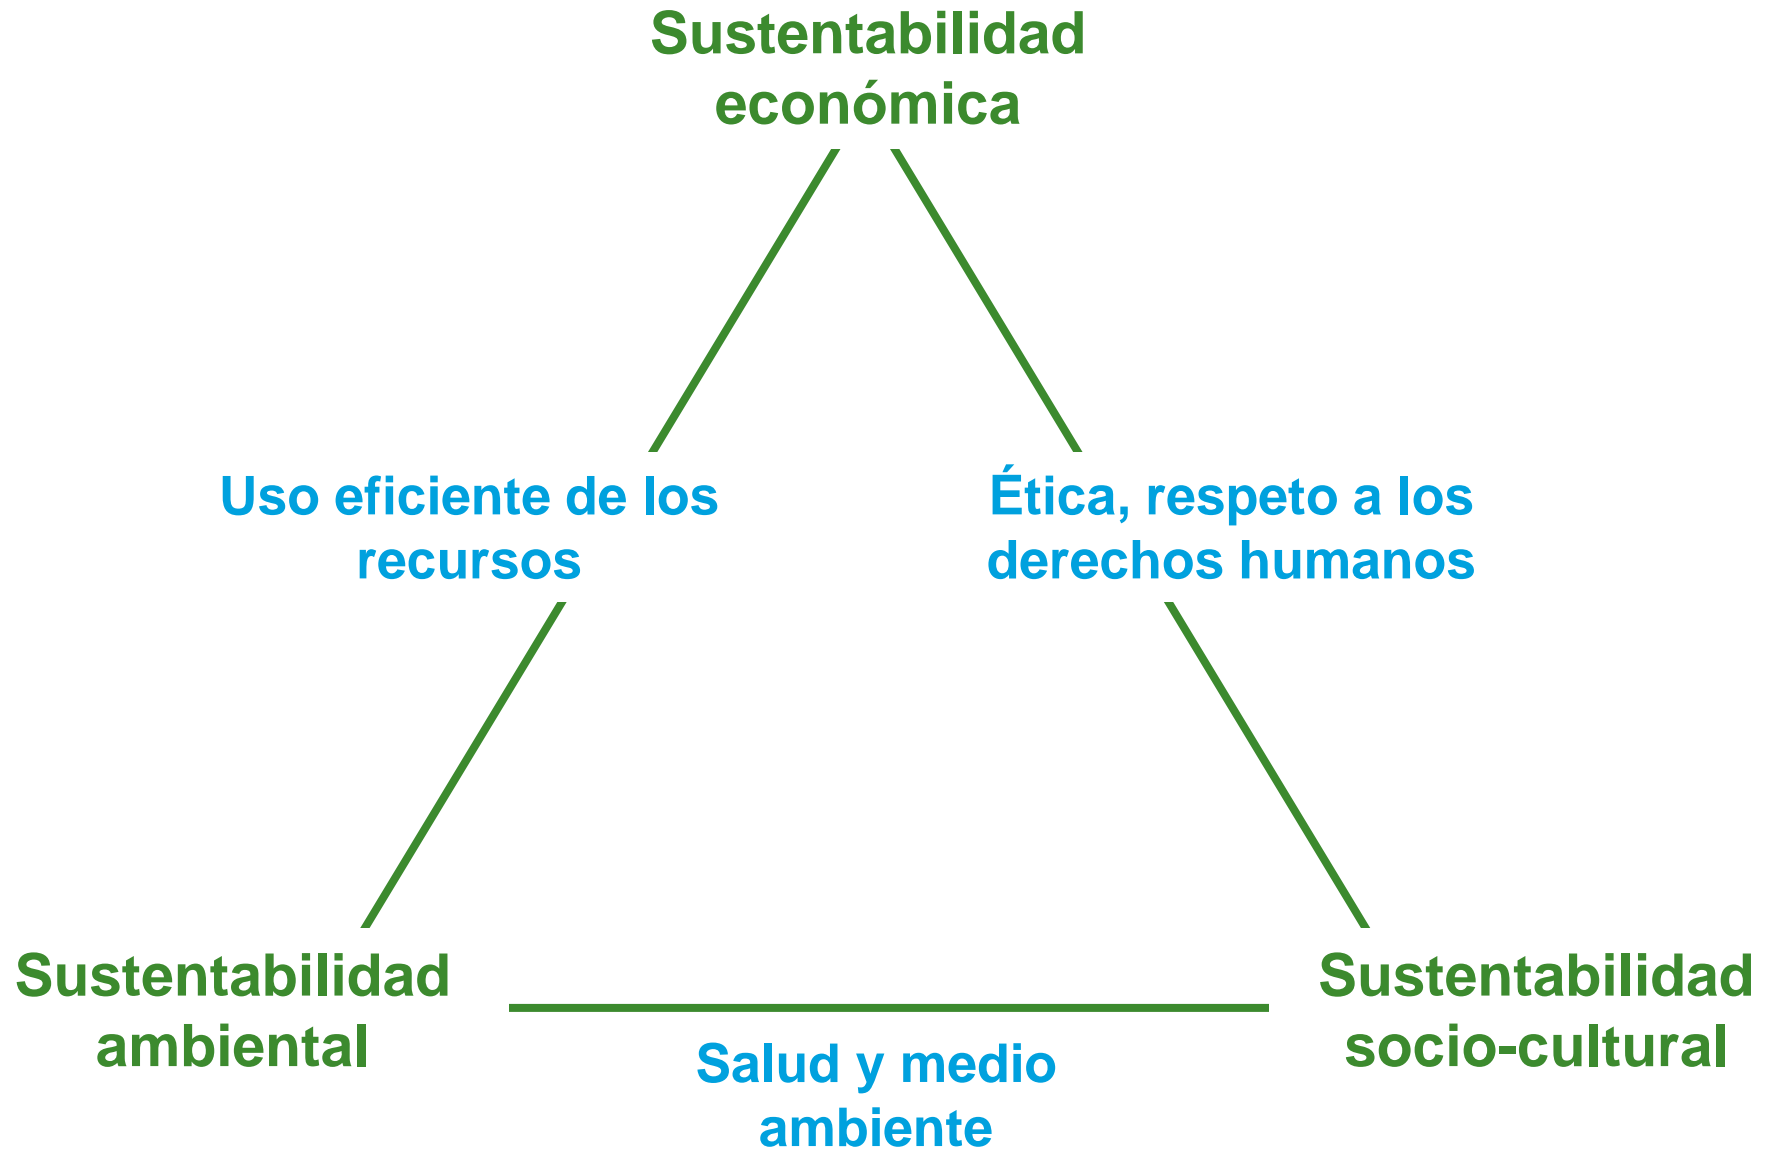 Sustentabilidad
económica
Uso eficiente de los
recursos
Ética, respeto a los
derechos humanos
Sustentabilidad
ambiental
Sustentabilidad
socio-cultural
Salud y medio
ambiente